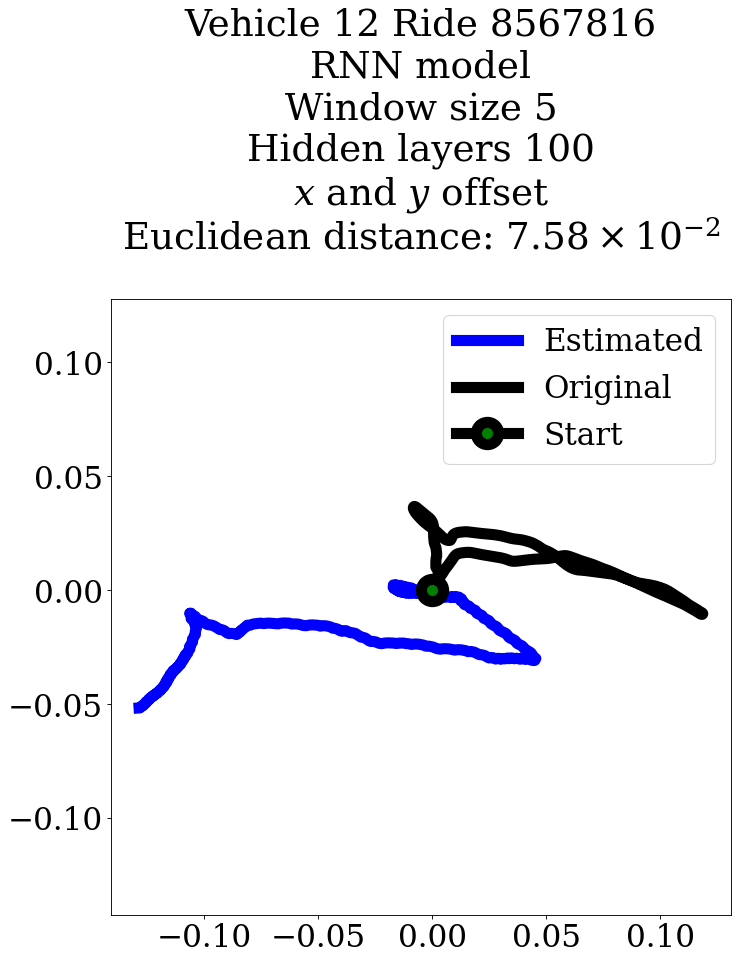 Vehicle 12 Ride 8567816
RNN model
Window size 5
Hidden layers 100
x and y offset
Euclidean distance: 7.58 × 10⁻²
Estimated
Original
Start
0.10
0.05
0.00
−0.05
−0.10
−0.10 −0.05 0.00 0.05 0.10